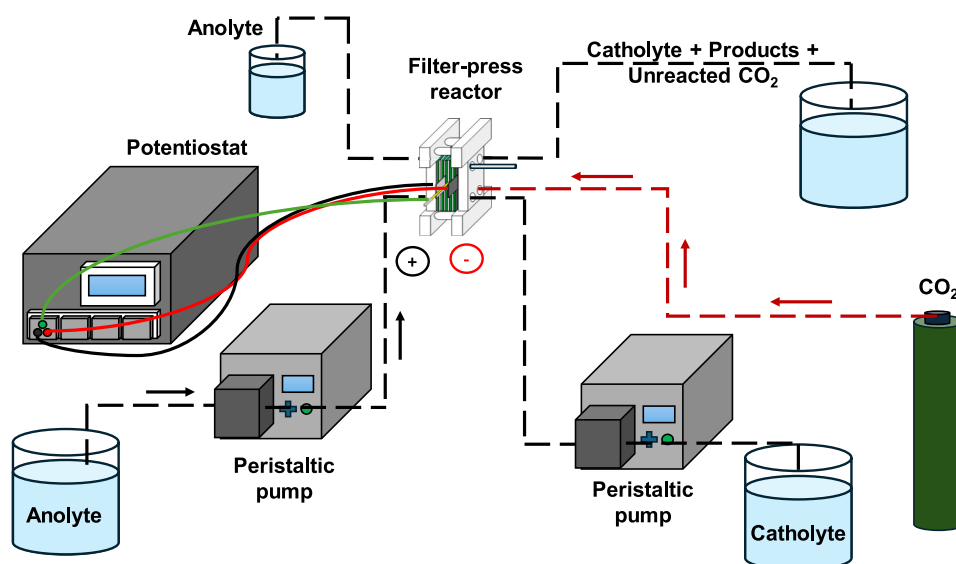 Anolyte
Catholyte + Products +
Unreacted CO₂
Filter-press
reactor
Potentiostat
+
-
CO₂
Peristaltic
pump
Peristaltic
pump
Anolyte
Catholyte